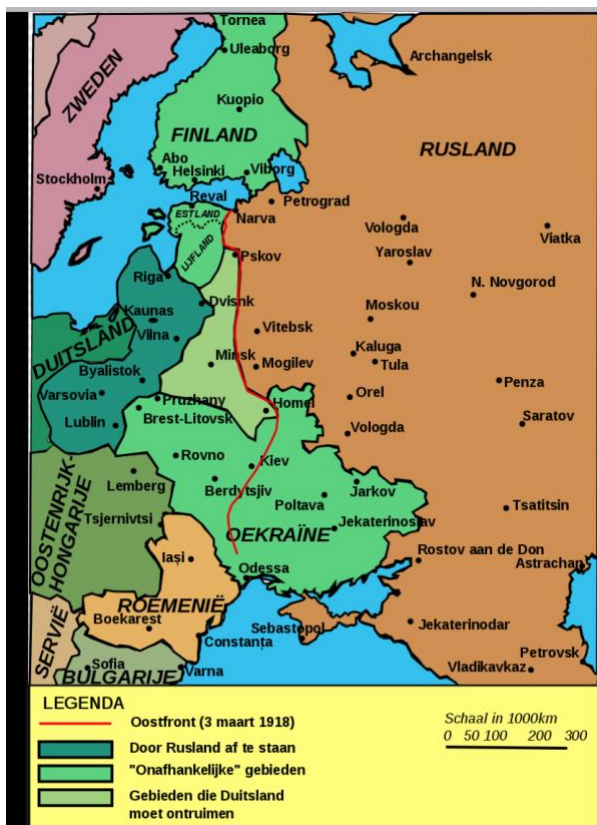 Tornea
Uleaborg
Archangelsk
ZWEDEN
Kuopio
FINLAND
RUSLAND
Abo
Helsinki
Viborg
Stockholm
Reval
Petrograd
ESTLAND
Narva
Vologda
Viatka
LIJFLAND
Pskov
Yaroslav
Riga
N. Novgorod
Dvisnk
Kaunas
Moskou
Vilna
Vitebsk
DUITSLAND
Kaluga
Minsk
Mogilev
Tula
Byalistok
Penza
Varsovia
Pruzhany
Homel
Orel
Brest-Litovsk
Saratov
Lublin
Vologda
Rovno
Kiev
Lemberg
Berdytsjiv
Jarkov
Poltava
OOSTENRIJK-
HONGARIJE
Tsatitsin
Tsjernivtsi
Jekaterinoslav
OEKRAÏNE
Iași
Rostov aan de Don
Odessa
Astrachan
ROEMENIË
SERVIË
Boekarest
Sebastopol
Jekaterinodar
Constanța
Petrovsk
Sofia
Varna
Vladikavkaz
BULGARIJE
LEGENDA
Oostfront (3 maart 1918)
Door Rusland af te staan
"Onafhankelijke" gebieden
Gebieden die Duitsland
moet ontruimen
Schaal in 1000km
0 50 100 200 300